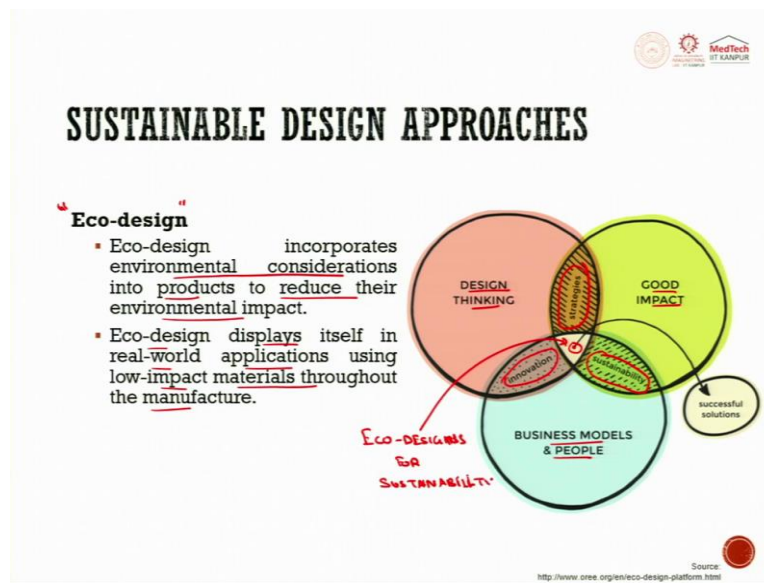 MedTech
IIT KANPUR
SUSTAINABLE DESIGN APPROACHES
"Eco-design"
▪ Eco-design incorporates
environmental considerations
into products to reduce their
environmental impact.
▪ Eco-design displays itself in
real-world applications using
low-impact materials throughout
the manufacture.
DESIGN
THINKING
strategies
GOOD
IMPACT
innovation
sustainability
successful
solutions
BUSINESS MODELS
& PEOPLE
ECO-DESIGNS
FOR
SUSTAINABILITY
Source:
http://www.oree.org/en/eco-design-platform.html